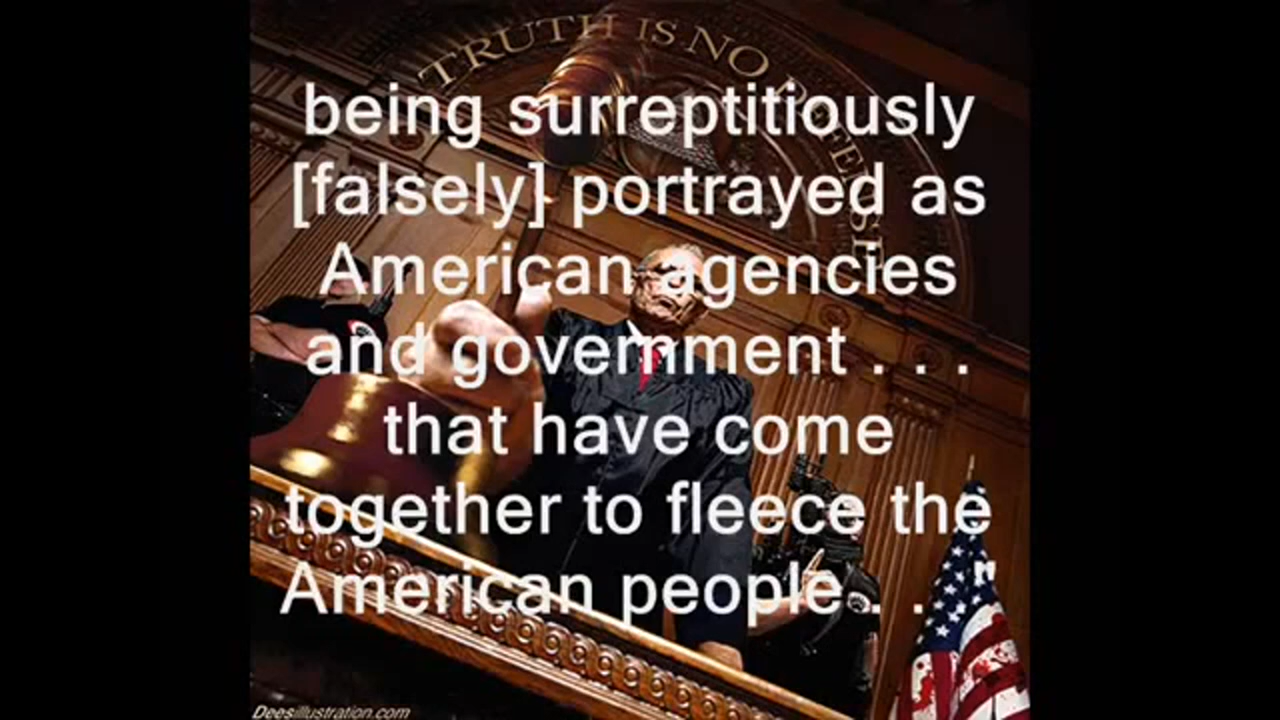 TRUTH IS NO DEFENSE
being surreptitiously
[falsely] portrayed as
American agencies
and government . . .
that have come
together to fleece the
American people . . "
Deesillustration.com